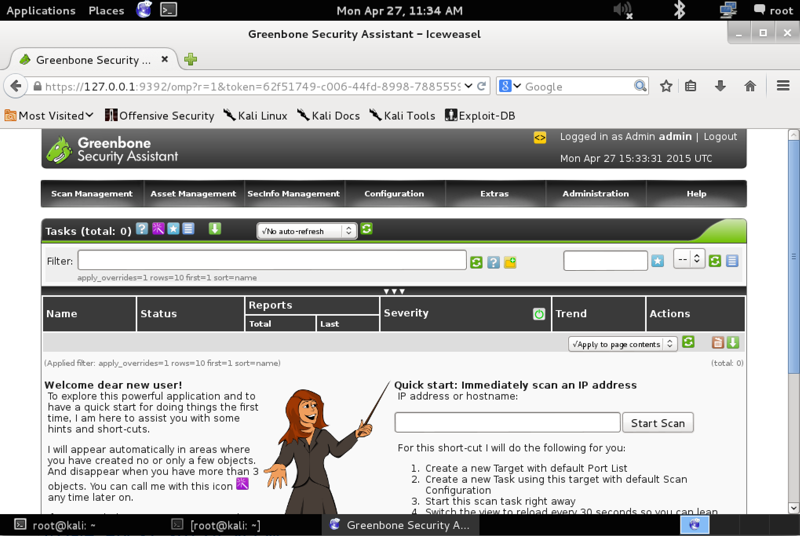 Applications Places Mon Apr 27, 11:34 AM root
Greenbone Security Assistant - Iceweasel
Greenbone Security Assistant...
https://127.0.0.1:9392/omp?r=1&token=62f51749-c006-44fd-8998-7885559 Google
Most Visited Offensive Security Kali Linux Kali Docs Kali Tools Exploit-DB
Greenbone
Security Assistant
<> Logged in as Admin admin | Logout
Mon Apr 27 15:33:31 2015 UTC
Scan Management Asset Management SecInfo Management Configuration Extras Administration Help
Tasks (total: 0) √No auto-refresh
Filter: --
apply_overrides=1 rows=10 first=1 sort=name
Name Status Reports Severity Trend Actions
Total Last
√Apply to page contents
(Applied filter: apply_overrides=1 rows=10 first=1 sort=name) (total: 0)
Welcome dear new user!
To explore this powerful application and to
have a quick start for doing things the first
time, I am here to assist you with some
hints and short-cuts.
I will appear automatically in areas where
you have created no or only a few objects.
And disappear when you have more than 3
objects. You can call me with this icon
any time later on.
Quick start: Immediately scan an IP address
IP address or hostname:
Start Scan
For this short-cut I will do the following for you:
1. Create a new Target with default Port List
2. Create a new Task using this target with default Scan
Configuration
3. Start this scan task right away
4. Switch the view to reload every 30 seconds so you can lean
root@kali: ~ [root@kali: ~] Greenbone Security A...